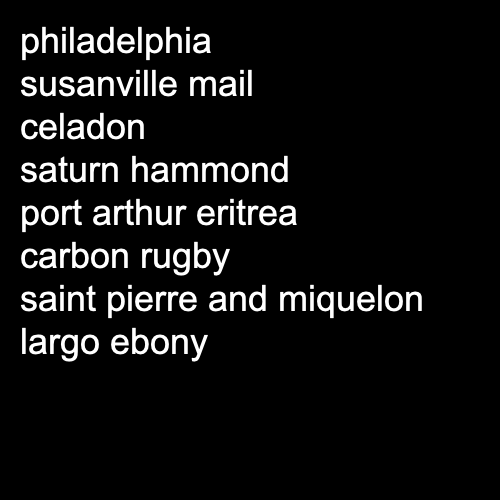 philadelphia
susanville mail
celadon
saturn hammond
port arthur eritrea
carbon rugby
saint pierre and miquelon
largo ebony